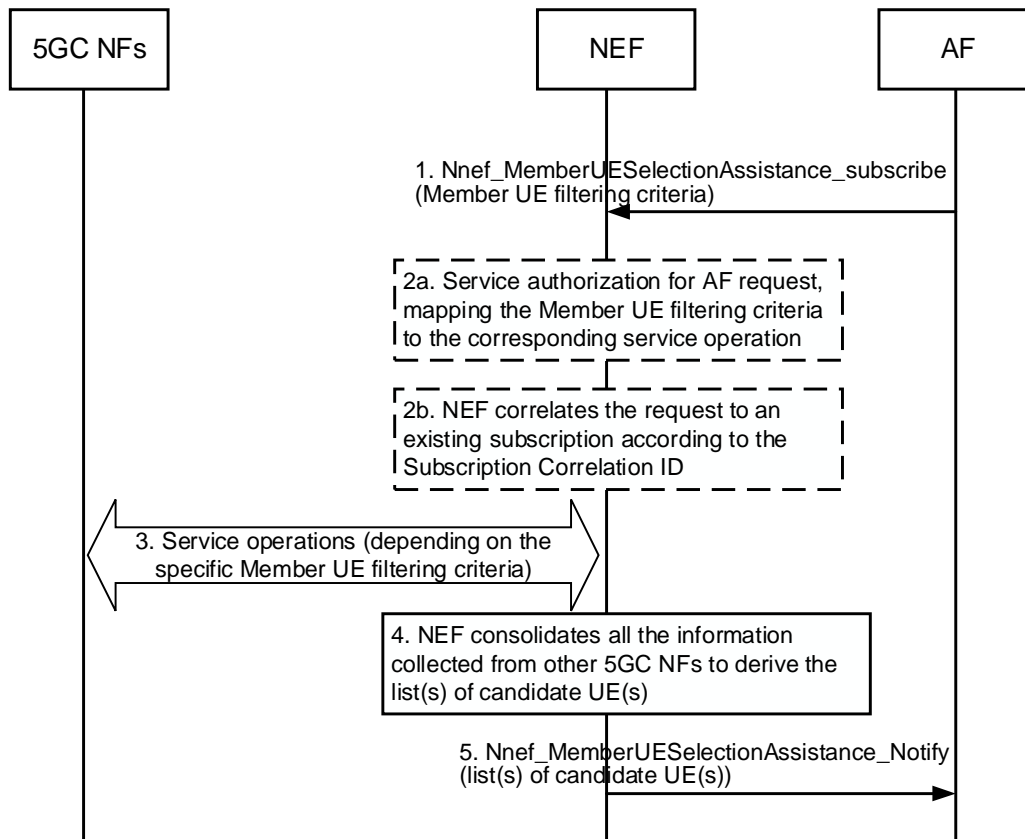 5GC NFs
NEF
AF
1. Nnef_MemberUESelectionAssistance_subscribe
(Member UE filtering criteria)
2a. Service authorization for AF request,
mapping the Member UE filtering criteria
to the corresponding service operation
2b. NEF correlates the request to an
existing subscription according to the
Subscription Correlation ID
3. Service operations (depending on the
specific Member UE filtering criteria)
4. NEF consolidates all the information
collected from other 5GC NFs to derive the
list(s) of candidate UE(s)
5. Nnef_MemberUESelectionAssistance_Notify
(list(s) of candidate UE(s))